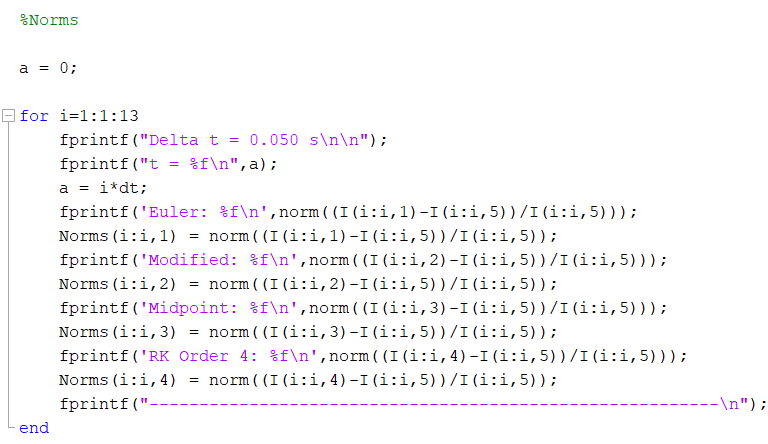 %Norms
a = 0;
for i=1:1:13
fprintf("Delta t = 0.050 s\n\n");
fprintf("t = %f\n",a);
a = i*dt;
fprintf('Euler: %f\n',norm((I(i:i,1)-I(i:i,5))/I(i:i,5)));
Norms(i:i,1) = norm((I(i:i,1)-I(i:i,5))/I(i:i,5));
fprintf('Modified: %f\n',norm((I(i:i,2)-I(i:i,5))/I(i:i,5)));
Norms(i:i,2) = norm((I(i:i,2)-I(i:i,5))/I(i:i,5));
fprintf('Midpoint: %f\n',norm((I(i:i,3)-I(i:i,5))/I(i:i,5)));
Norms(i:i,3) = norm((I(i:i,3)-I(i:i,5))/I(i:i,5));
fprintf('RK Order 4: %f\n',norm((I(i:i,4)-I(i:i,5))/I(i:i,5)));
Norms(i:i,4) = norm((I(i:i,4)-I(i:i,5))/I(i:i,5));
fprintf("---------------------------------------------------------\n");
end